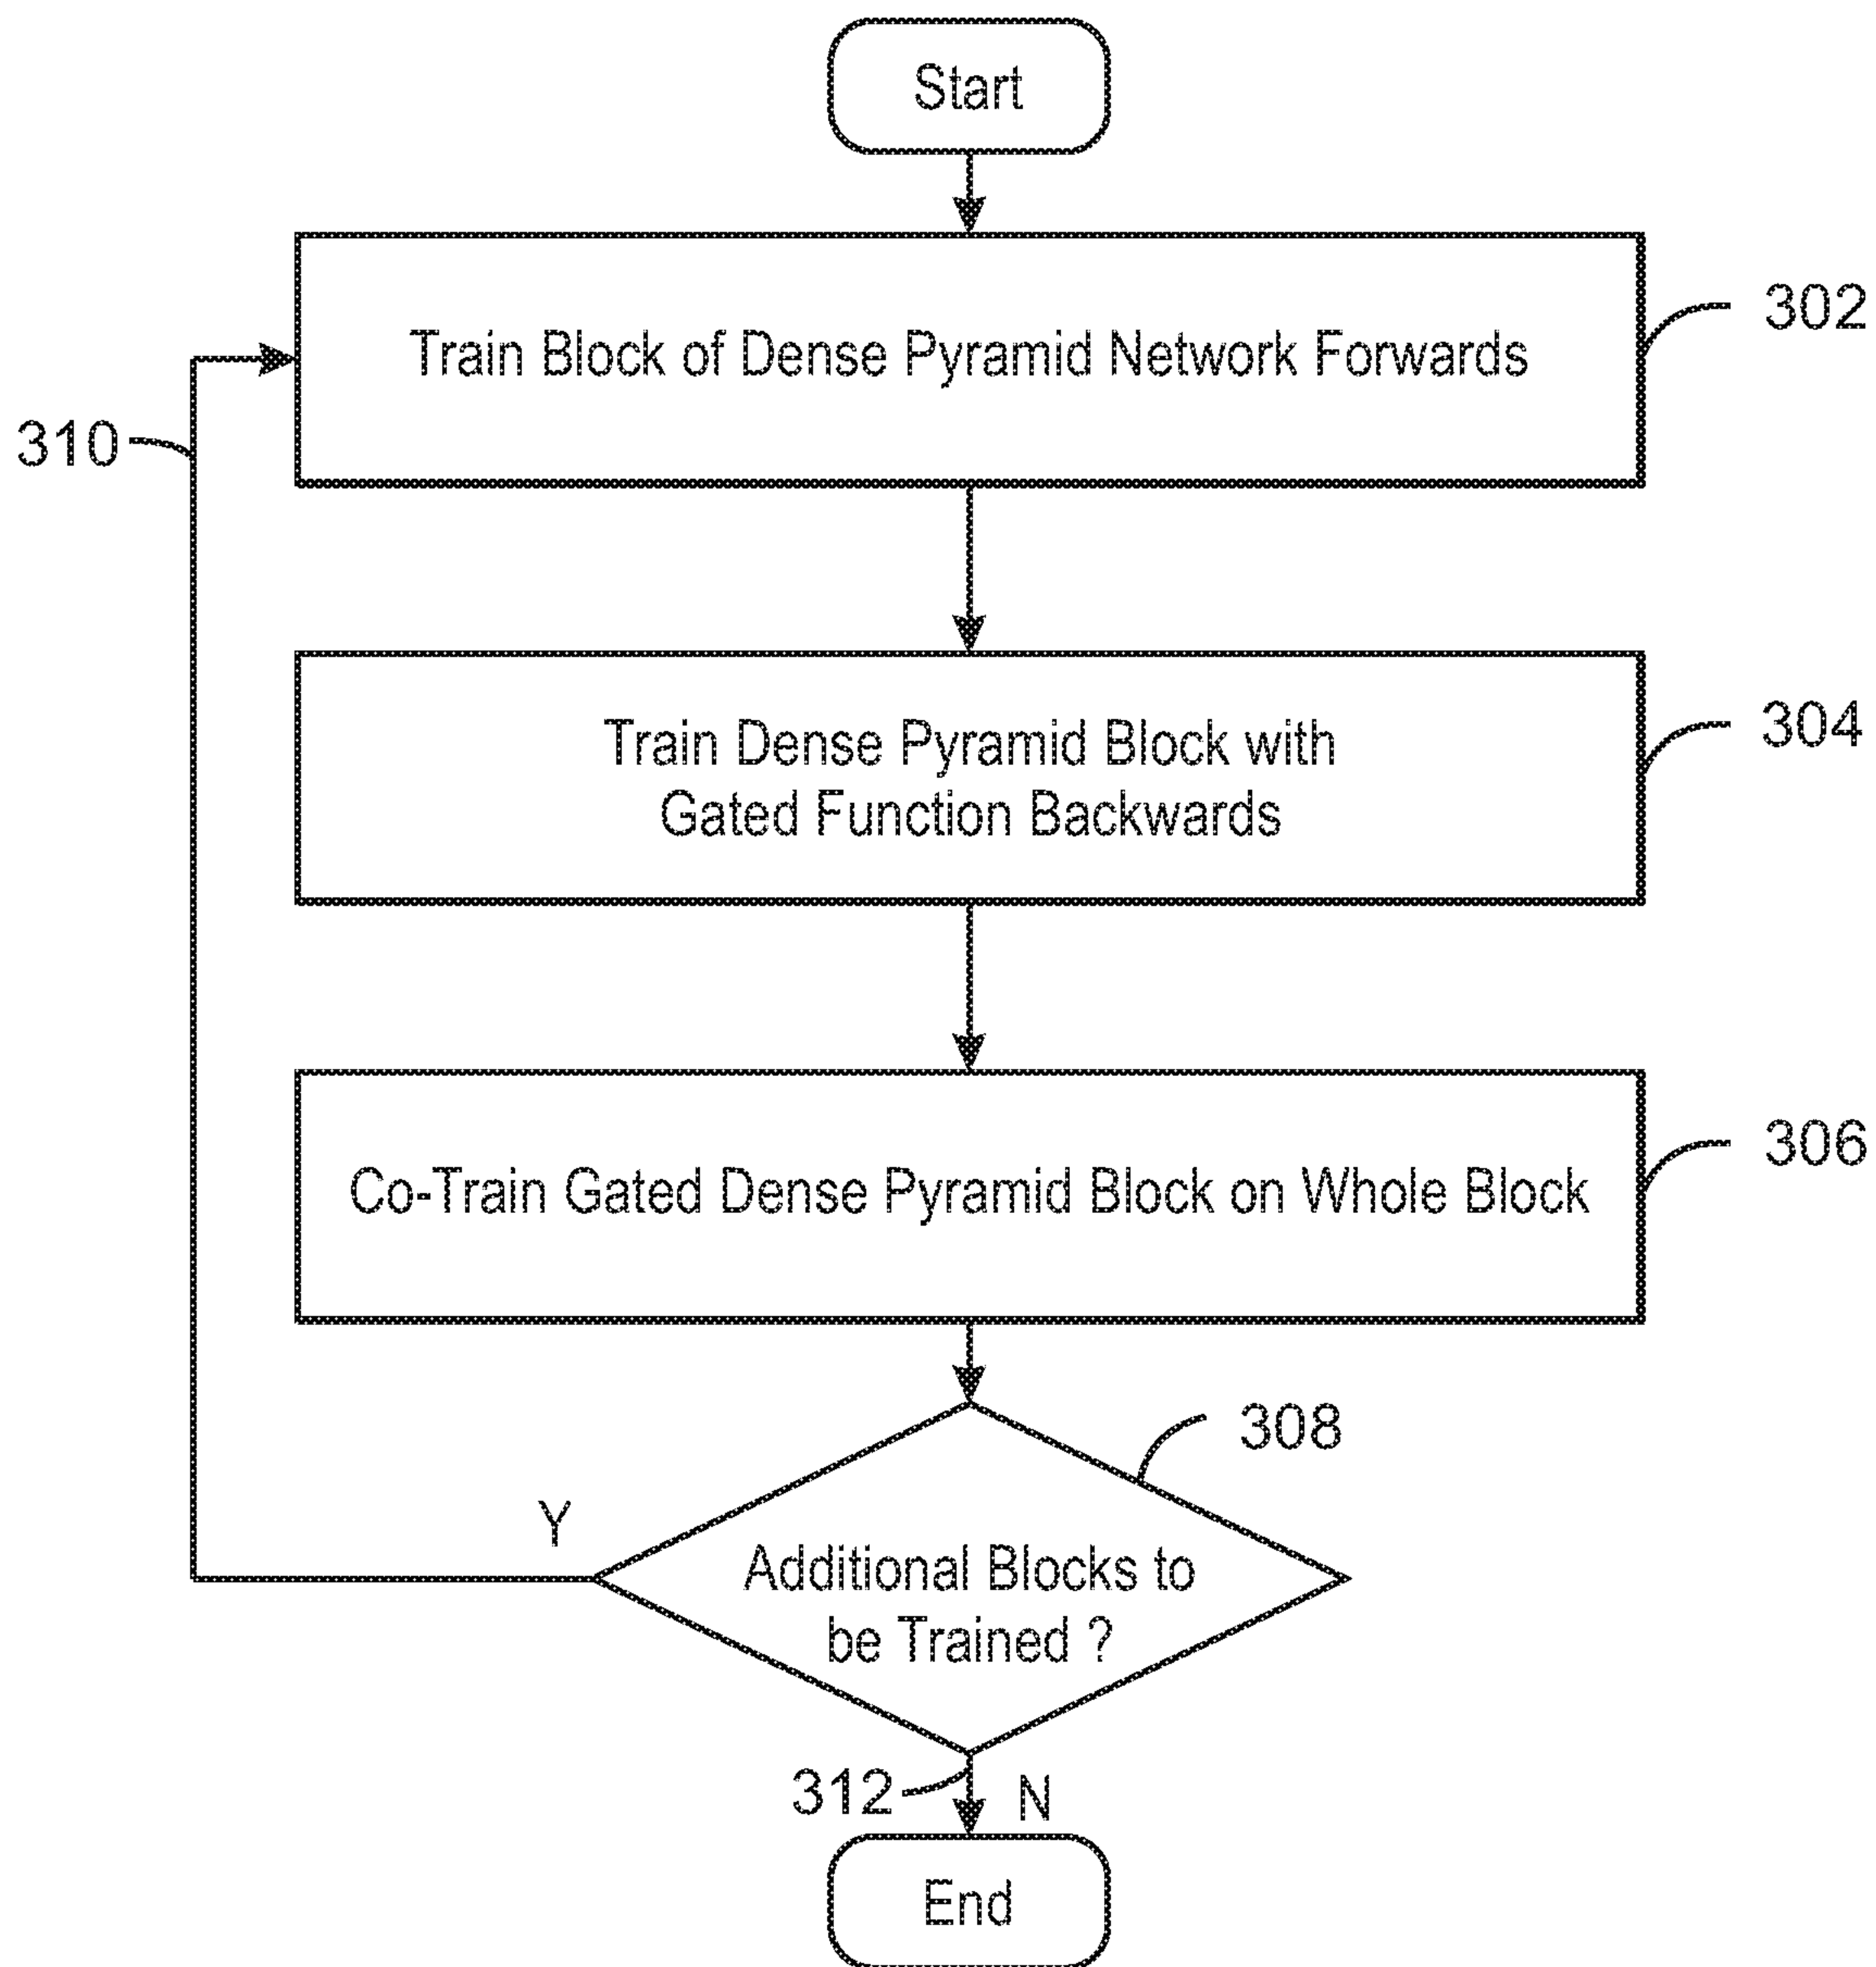 Start
Train Block of Dense Pyramid Network Forwards
302
310
Train Dense Pyramid Block with
Gated Function Backwards
304
Co-Train Gated Dense Pyramid Block on Whole Block
306
308
Y
Additional Blocks to
be Trained ?
312
N
End